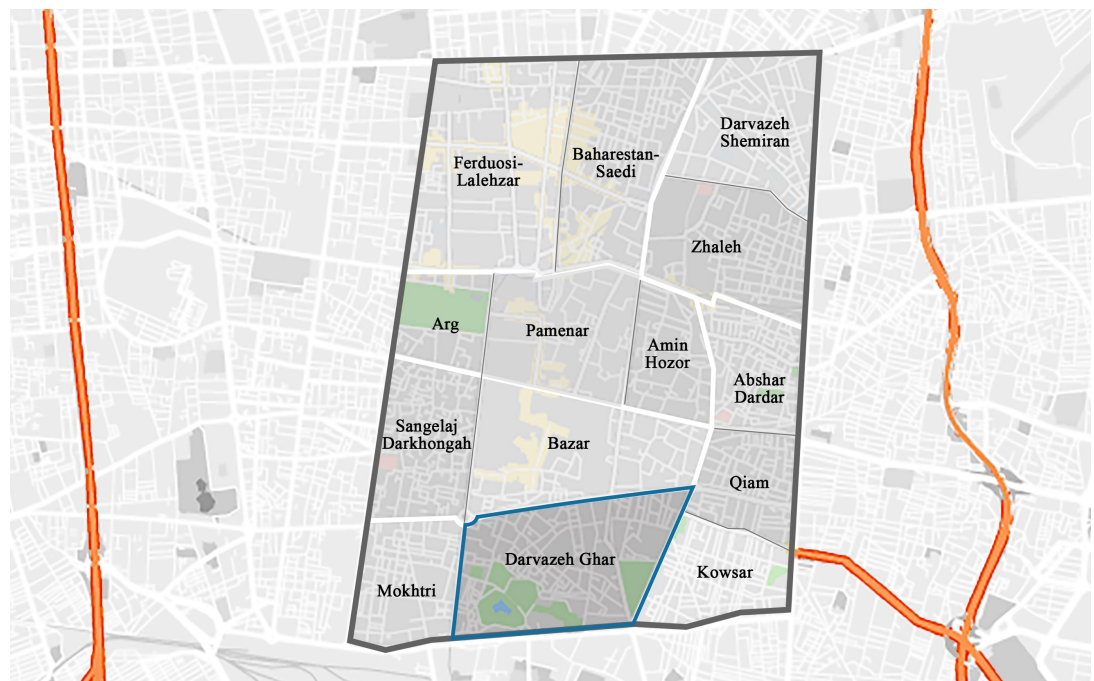 Darvazeh
Shemiran
Ferduosi-
Lalehzar
Baharestan-
Saedi
Zhaleh
Arg
Pamenar
Amin
Hozor
Abshar
Dardar
Sangelaj
Darkhongah
Bazar
Qiam
Darvazeh Ghar
Kowsar
Mokhtri